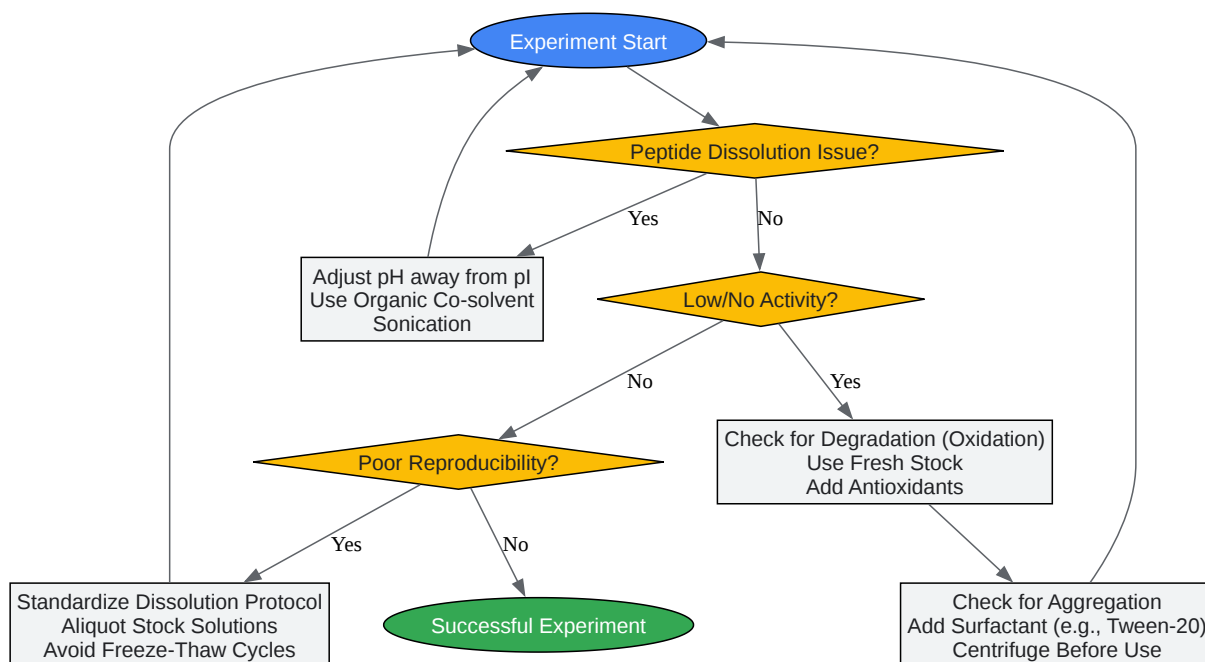 Experiment Start
Peptide Dissolution Issue?
Yes
No
Adjust pH away from pI
Use Organic Co-solvent
Sonication
Low/No Activity?
No
Yes
Check for Degradation (Oxidation)
Use Fresh Stock
Add Antioxidants
Poor Reproducibility?
Yes
No
Standardize Dissolution Protocol
Aliquot Stock Solutions
Avoid Freeze-Thaw Cycles
Successful Experiment
Check for Aggregation
Add Surfactant (e.g., Tween-20)
Centrifuge Before Use